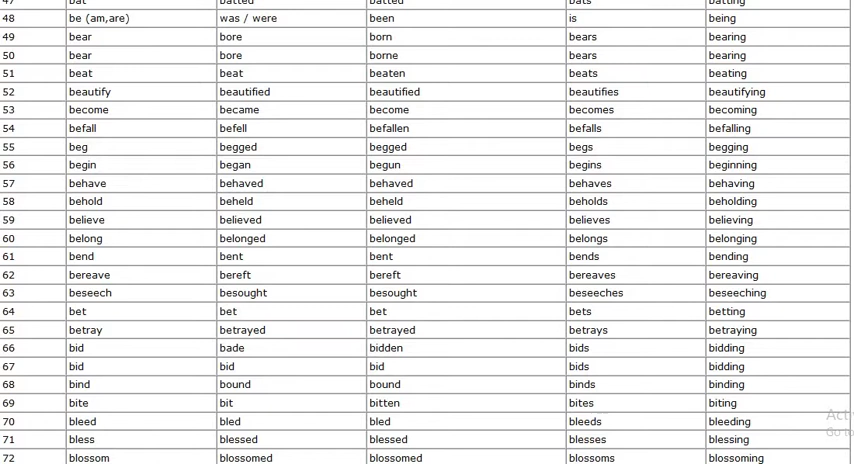 47 bat batted batted bats batting
48 be (am,are) was / were been is being
49 bear bore born bears bearing
50 bear bore borne bears bearing
51 beat beat beaten beats beating
52 beautify beautified beautified beautifies beautifying
53 become became become becomes becoming
54 befall befell befallen befalls befalling
55 beg begged begged begs begging
56 begin began begun begins beginning
57 behave behaved behaved behaves behaving
58 behold beheld beheld beholds beholding
59 believe believed believed believes believing
60 belong belonged belonged belongs belonging
61 bend bent bent bends bending
62 bereave bereft bereft bereaves bereaving
63 beseech besought besought beseeches beseeching
64 bet bet bet bets betting
65 betray betrayed betrayed betrays betraying
66 bid bade bidden bids bidding
67 bid bid bid bids bidding
68 bind bound bound binds binding
69 bite bit bitten bites biting
70 bleed bled bled bleeds bleeding
71 bless blessed blessed blesses blessing
72 blossom blossomed blossomed blossoms blossoming
Go to